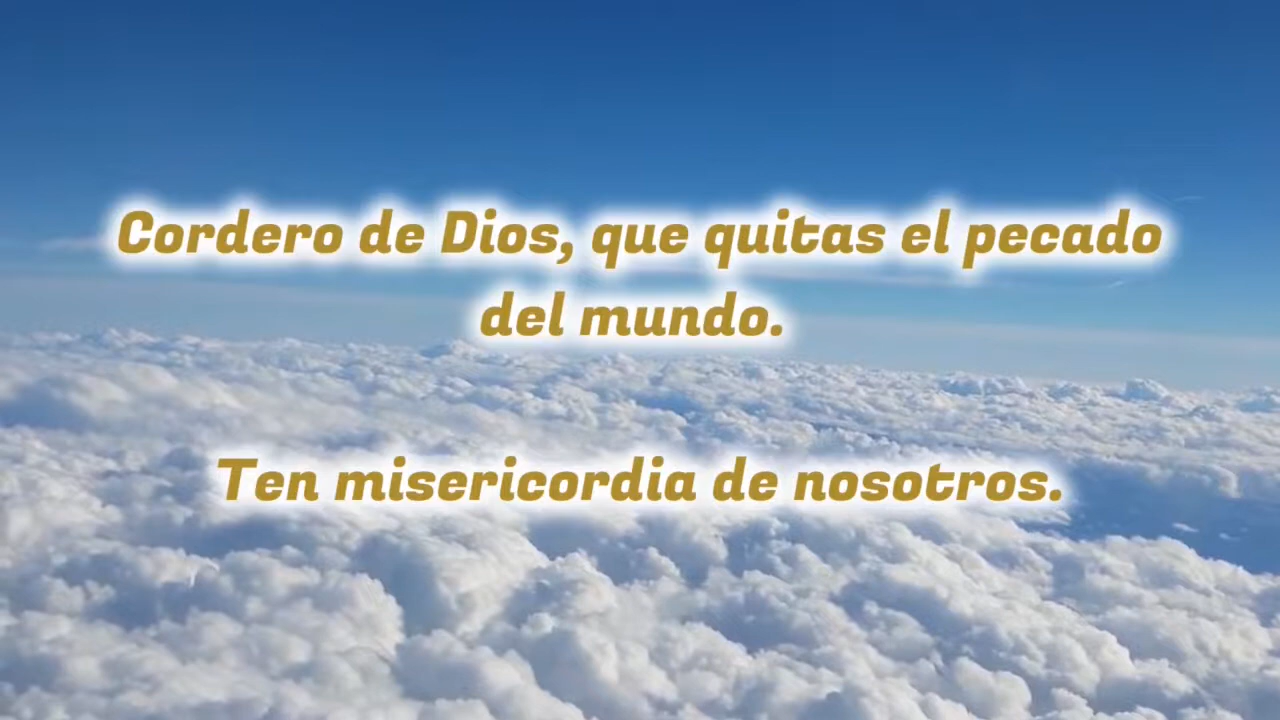 Cordero de Dios, que quitas el pecado
del mundo.
Ten misericordia de nosotros.